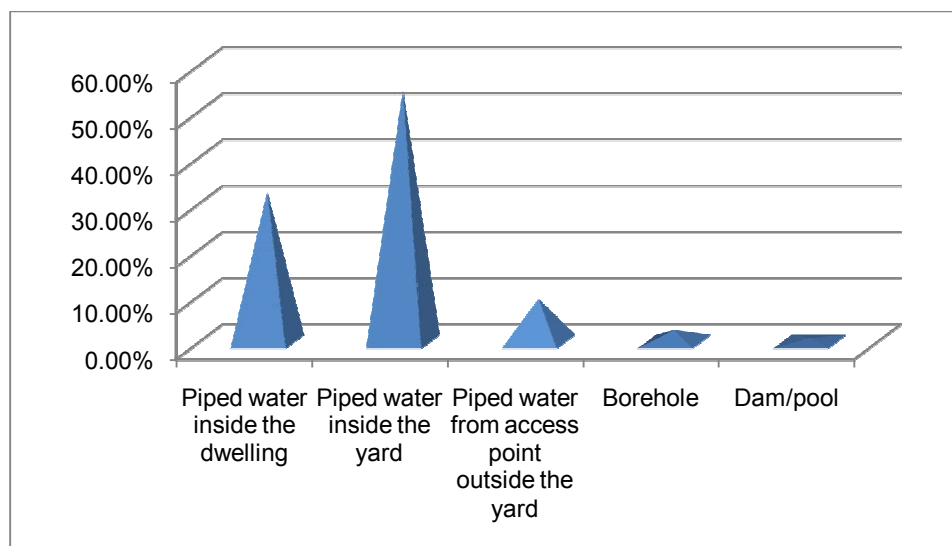 60.00%
50.00%
40.00%
30.00%
20.00%
10.00%
0.00%
Piped water
inside the
dwelling
Piped water
inside the
yard
Piped water
from access
point
outside the
yard
Borehole
Dam/pool